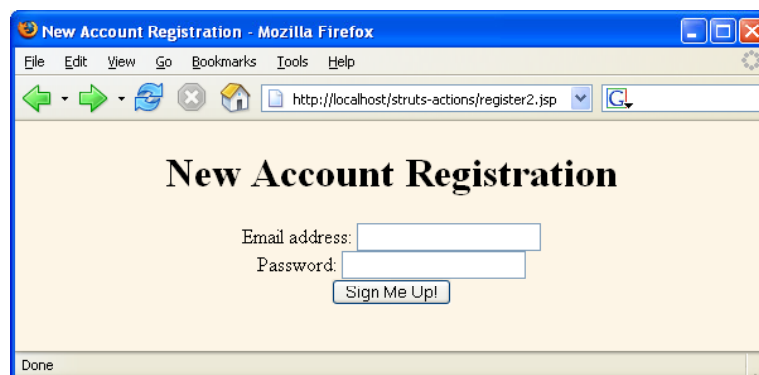 New Account Registration - Mozilla Firefox
File Edit View Go Bookmarks Tools Help
http://localhost/struts-actions/register2.jsp G
New Account Registration
Email address:
Password:
Sign Me Up!
Done